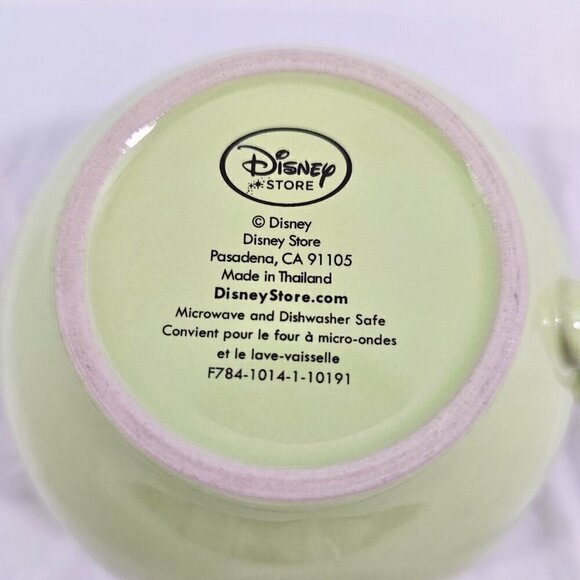 Disney
STORE
© Disney
Disney Store
Pasadena, CA 91105
Made in Thailand
DisneyStore.com
Microwave and Dishwasher Safe
Convient pour le four à micro-ondes
et le lave-vaisselle
F784-1014-1-10191